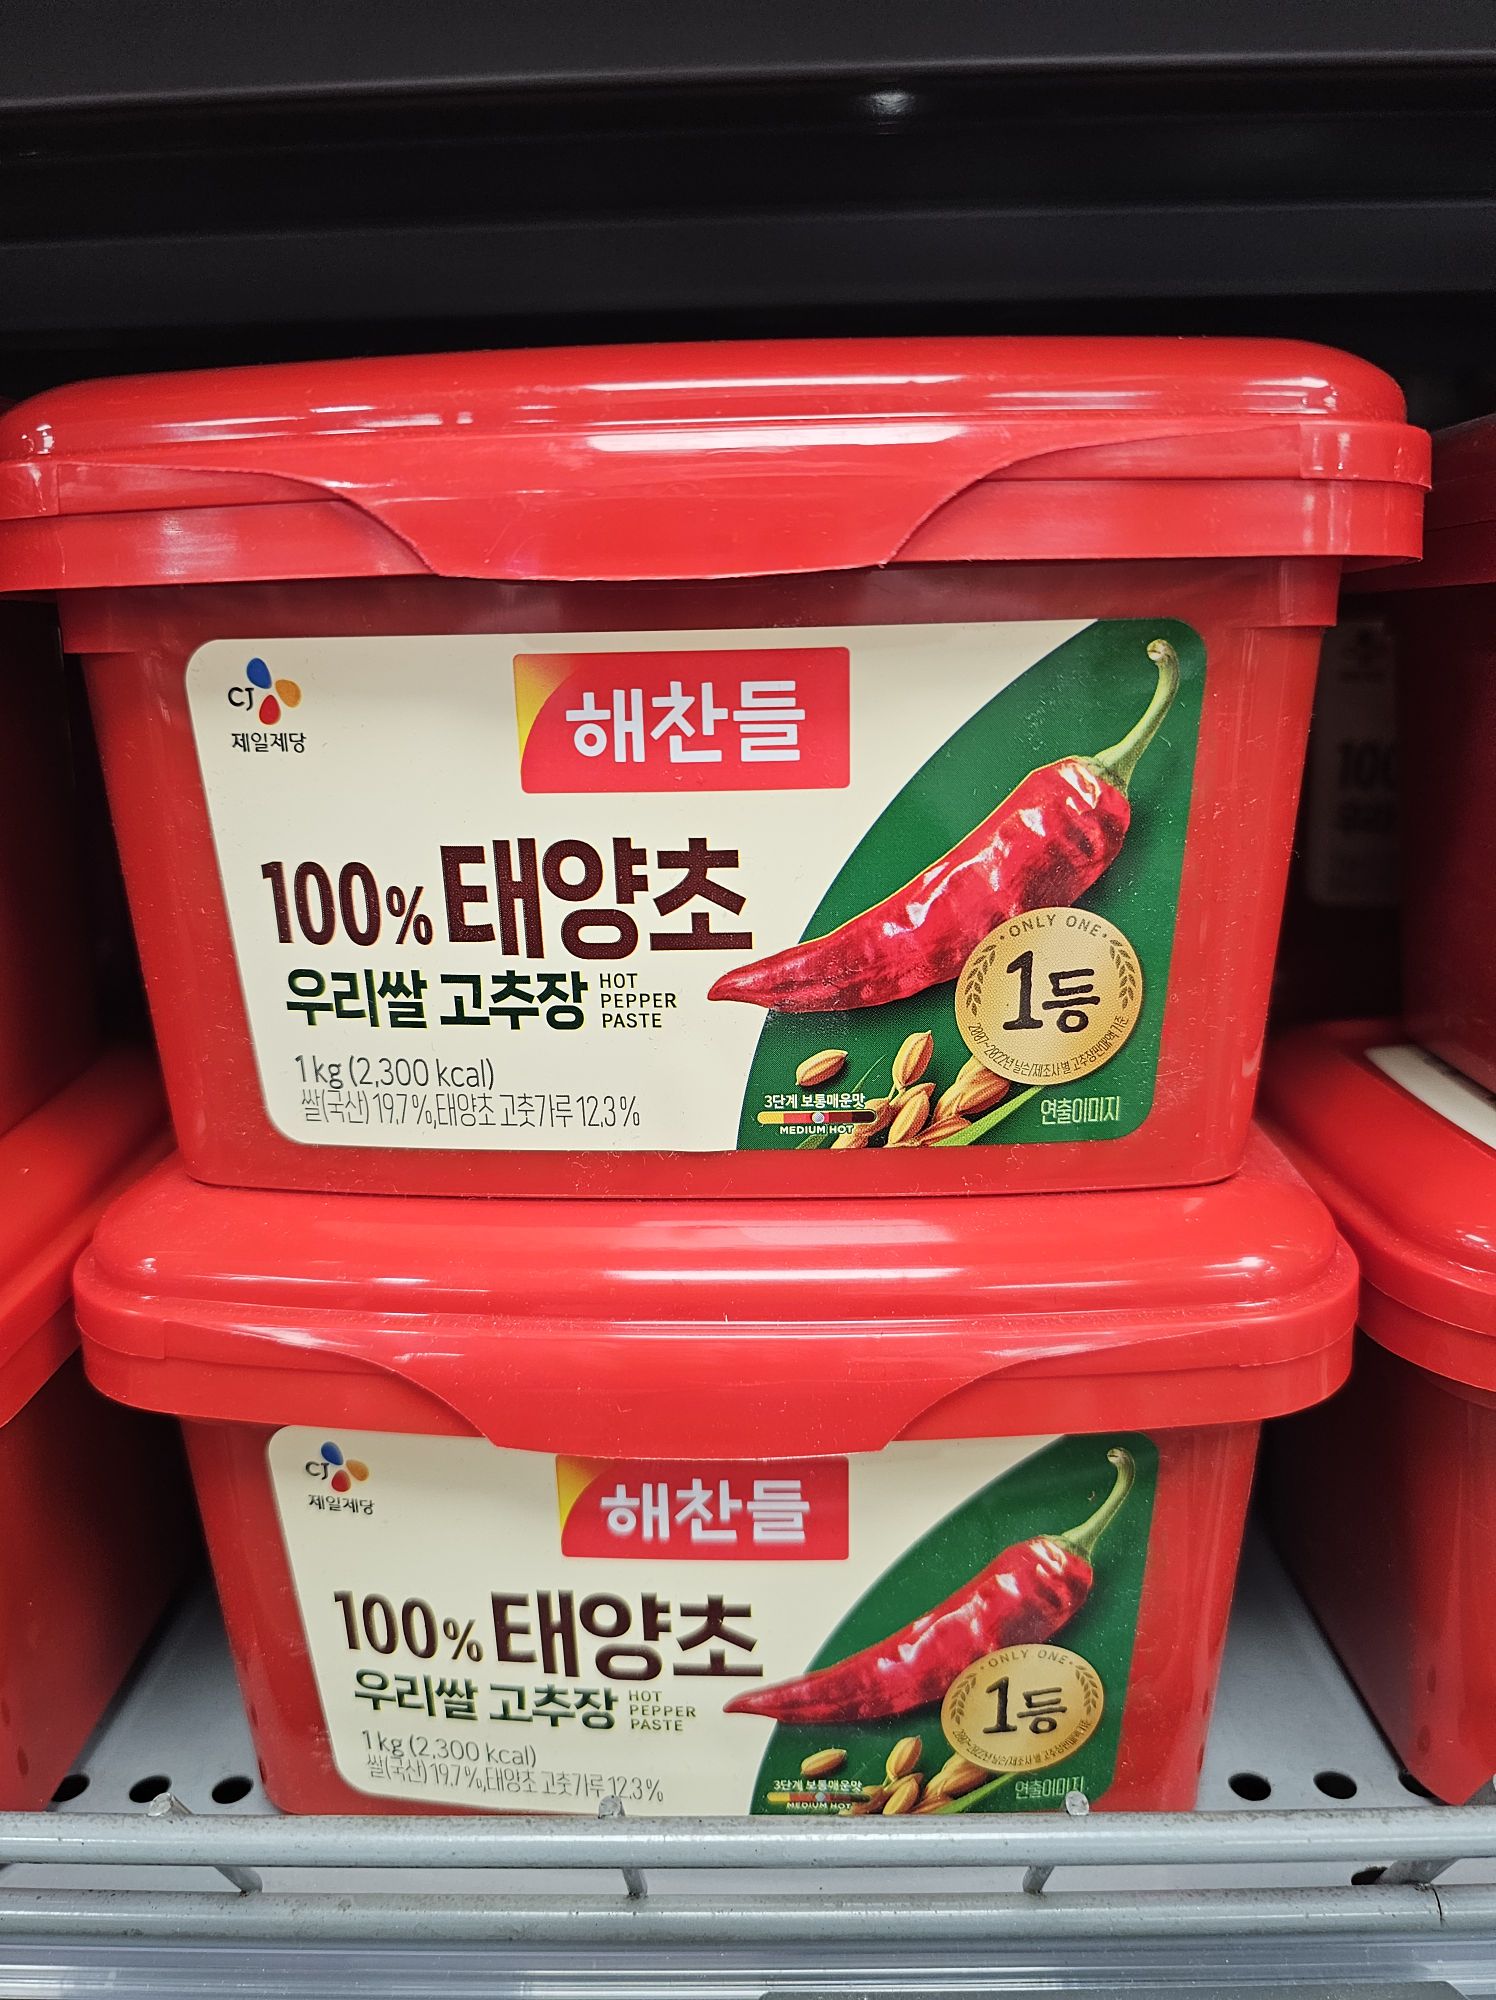 CJ
제일제당
해찬들
100% 태양초
우리쌀 고추장
HOT
PEPPER
PASTE
1 kg (2,300 kcal)
쌀(국산) 19.7%, 태양초 고춧가루 12.3%
3단계 보통매운맛
MEDIUM HOT
·ONLY ONE·
1등
연출이미지
CJ
제일제당
해찬들
100% 태양초
우리쌀 고추장
HOT
PEPPER
PASTE
1 kg (2,300 kcal)
쌀(국산) 19.7%, 태양초 고춧가루 12.3%
3단계 보통매운맛
MEDIUM HOT
·ONLY ONE·
1등
연출이미지